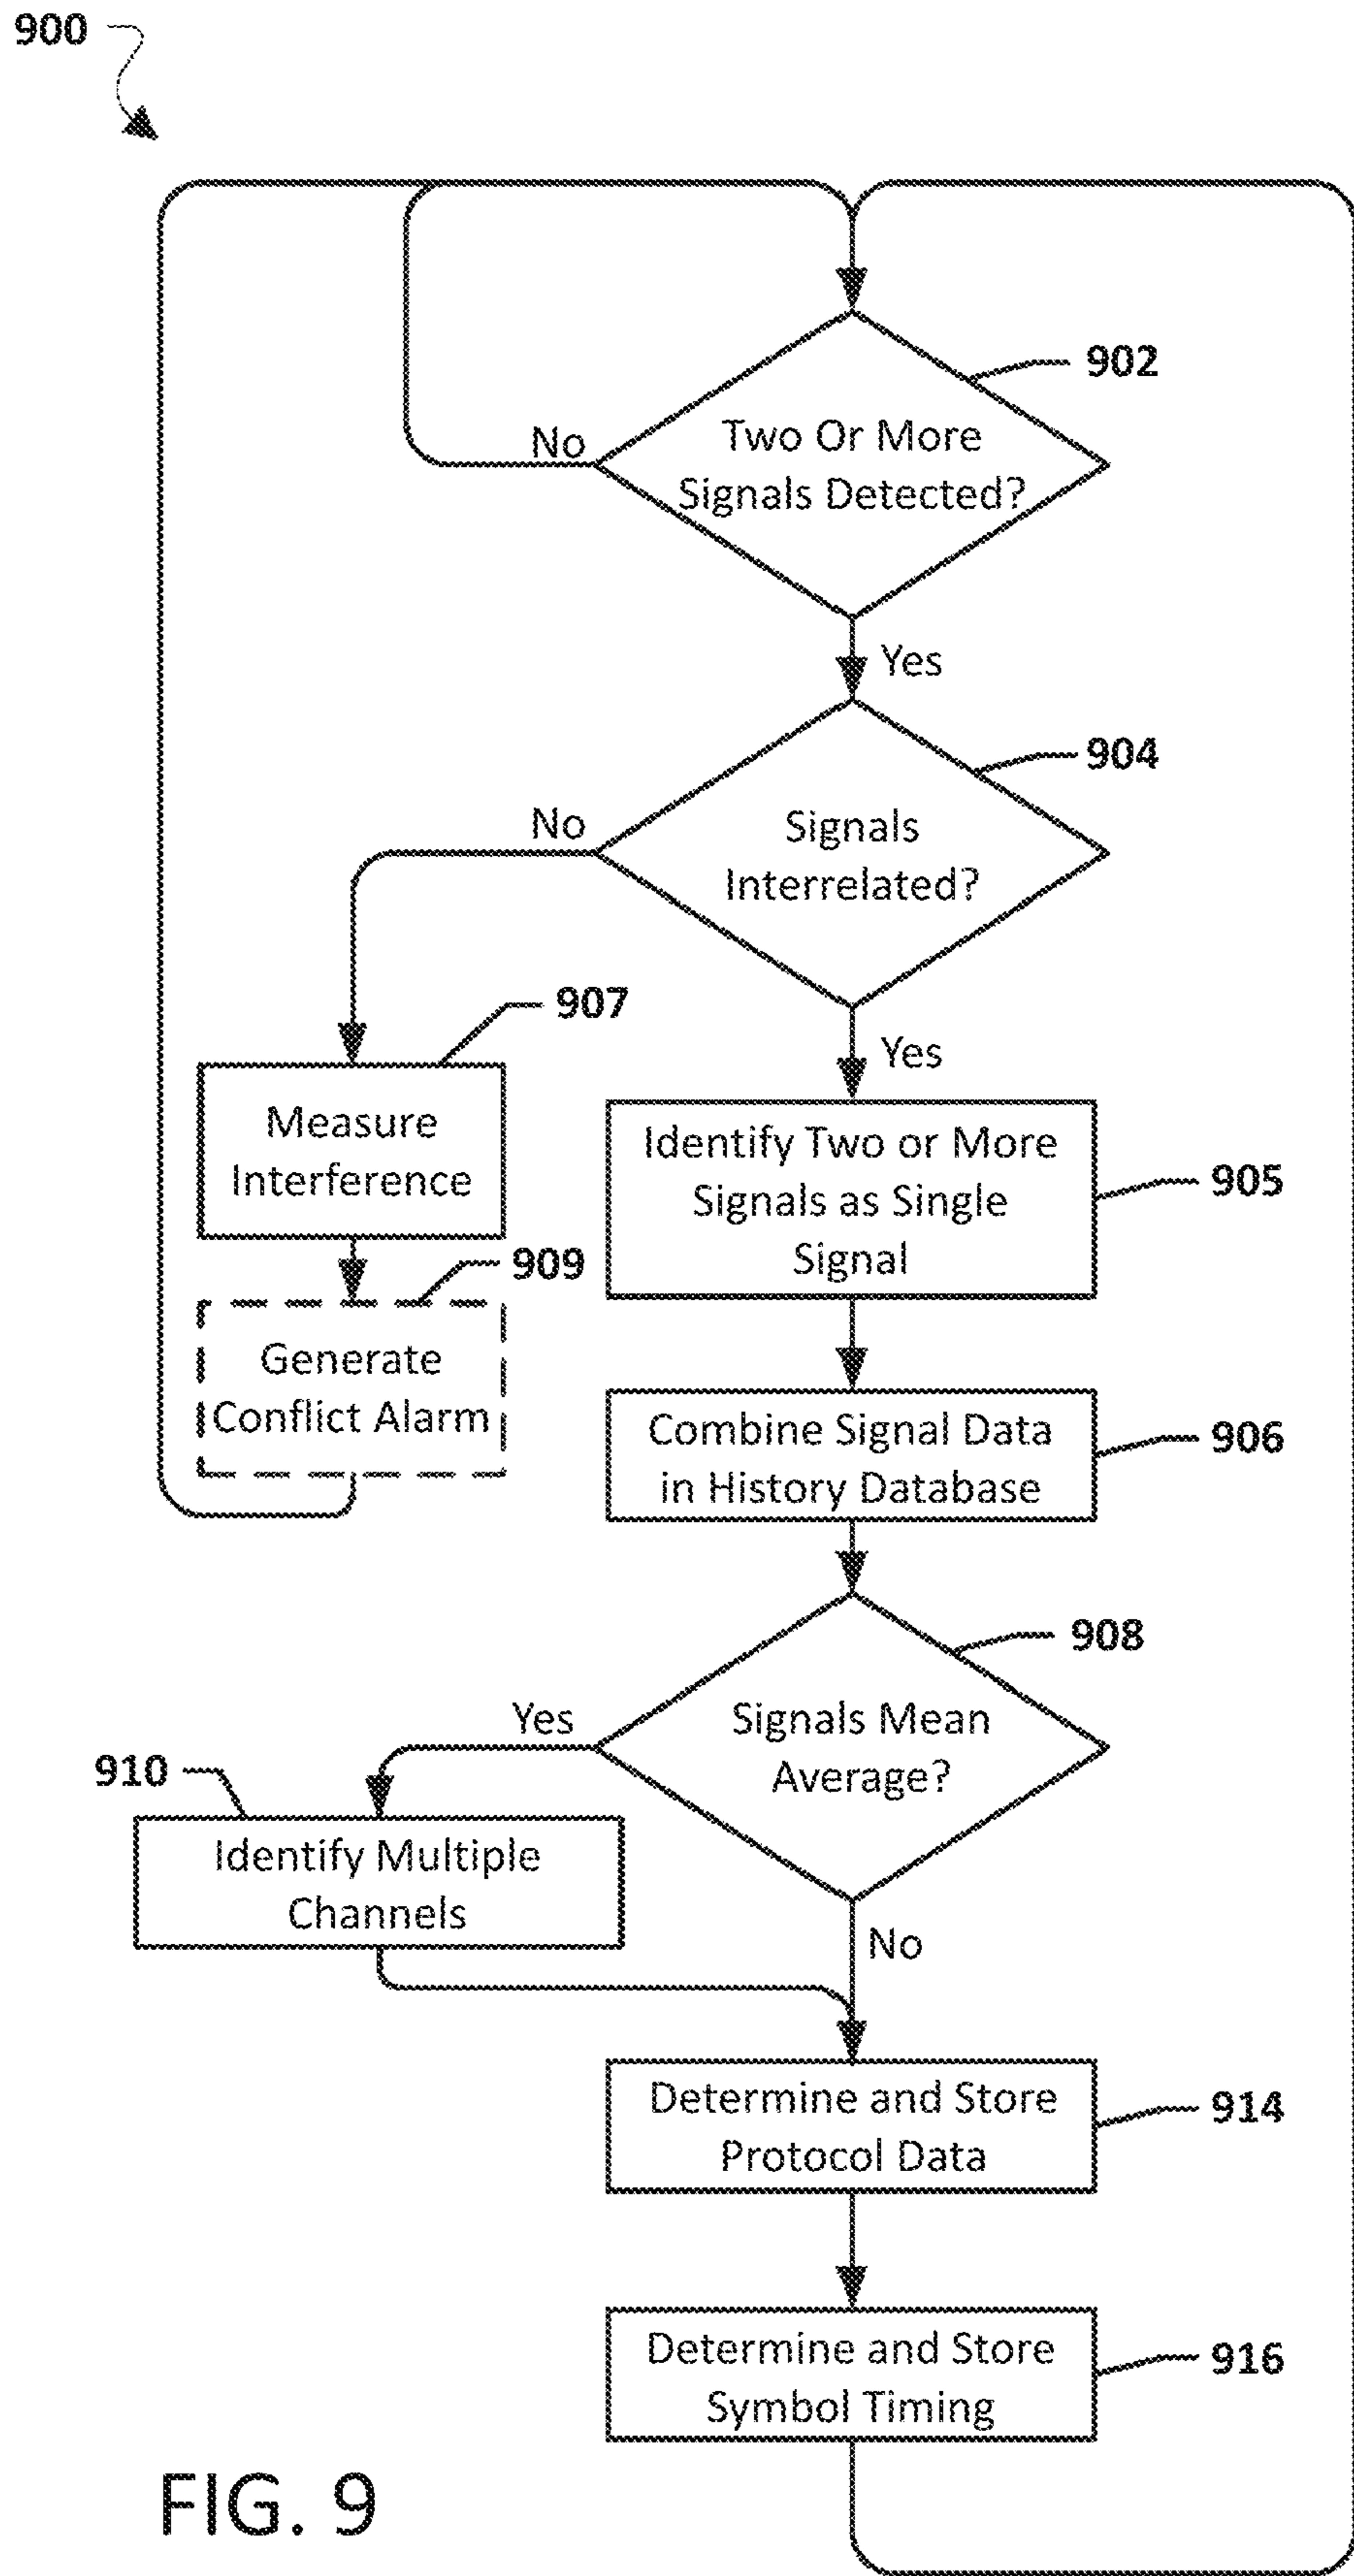 900
902
No
Two Or More
Signals Detected?
Yes
904
No
Signals
Interrelated?
Yes
907
Measure
Interference
905
Identify Two or More
Signals as Single
Signal
909
Generate
Conflict Alarm
906
Combine Signal Data
in History Database
908
Yes
Signals Mean
Average?
910
Identify Multiple
Channels
No
914
Determine and Store
Protocol Data
916
Determine and Store
Symbol Timing
FIG. 9